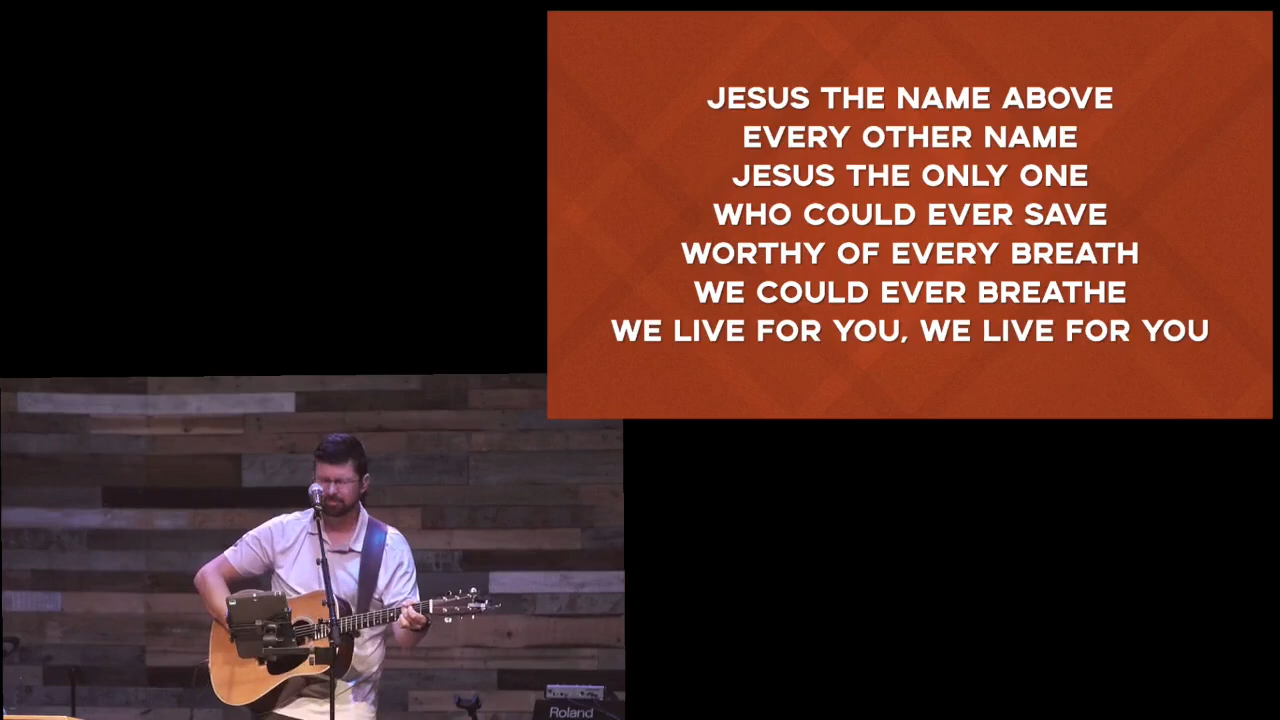 JESUS THE NAME ABOVE
EVERY OTHER NAME
JESUS THE ONLY ONE
WHO COULD EVER SAVE
WORTHY OF EVERY BREATH
WE COULD EVER BREATHE
WE LIVE FOR YOU, WE LIVE FOR YOU
Roland